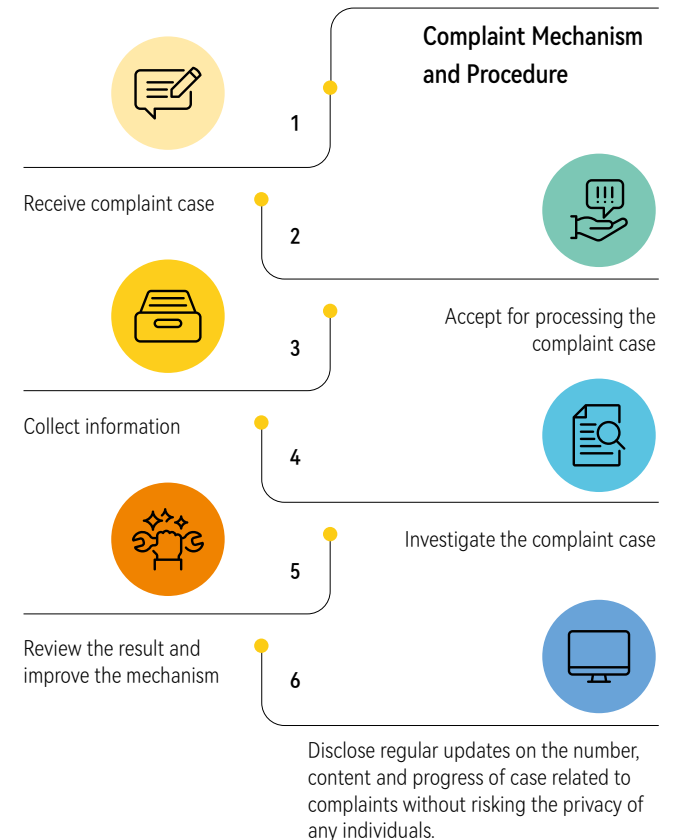 Complaint Mechanism
and Procedure
1
Receive complaint case
2
Accept for processing the
complaint case
3
Collect information
4
Investigate the complaint case
5
Review the result and
improve the mechanism
6
Disclose regular updates on the number,
content and progress of case related to
complaints without risking the privacy of
any individuals.